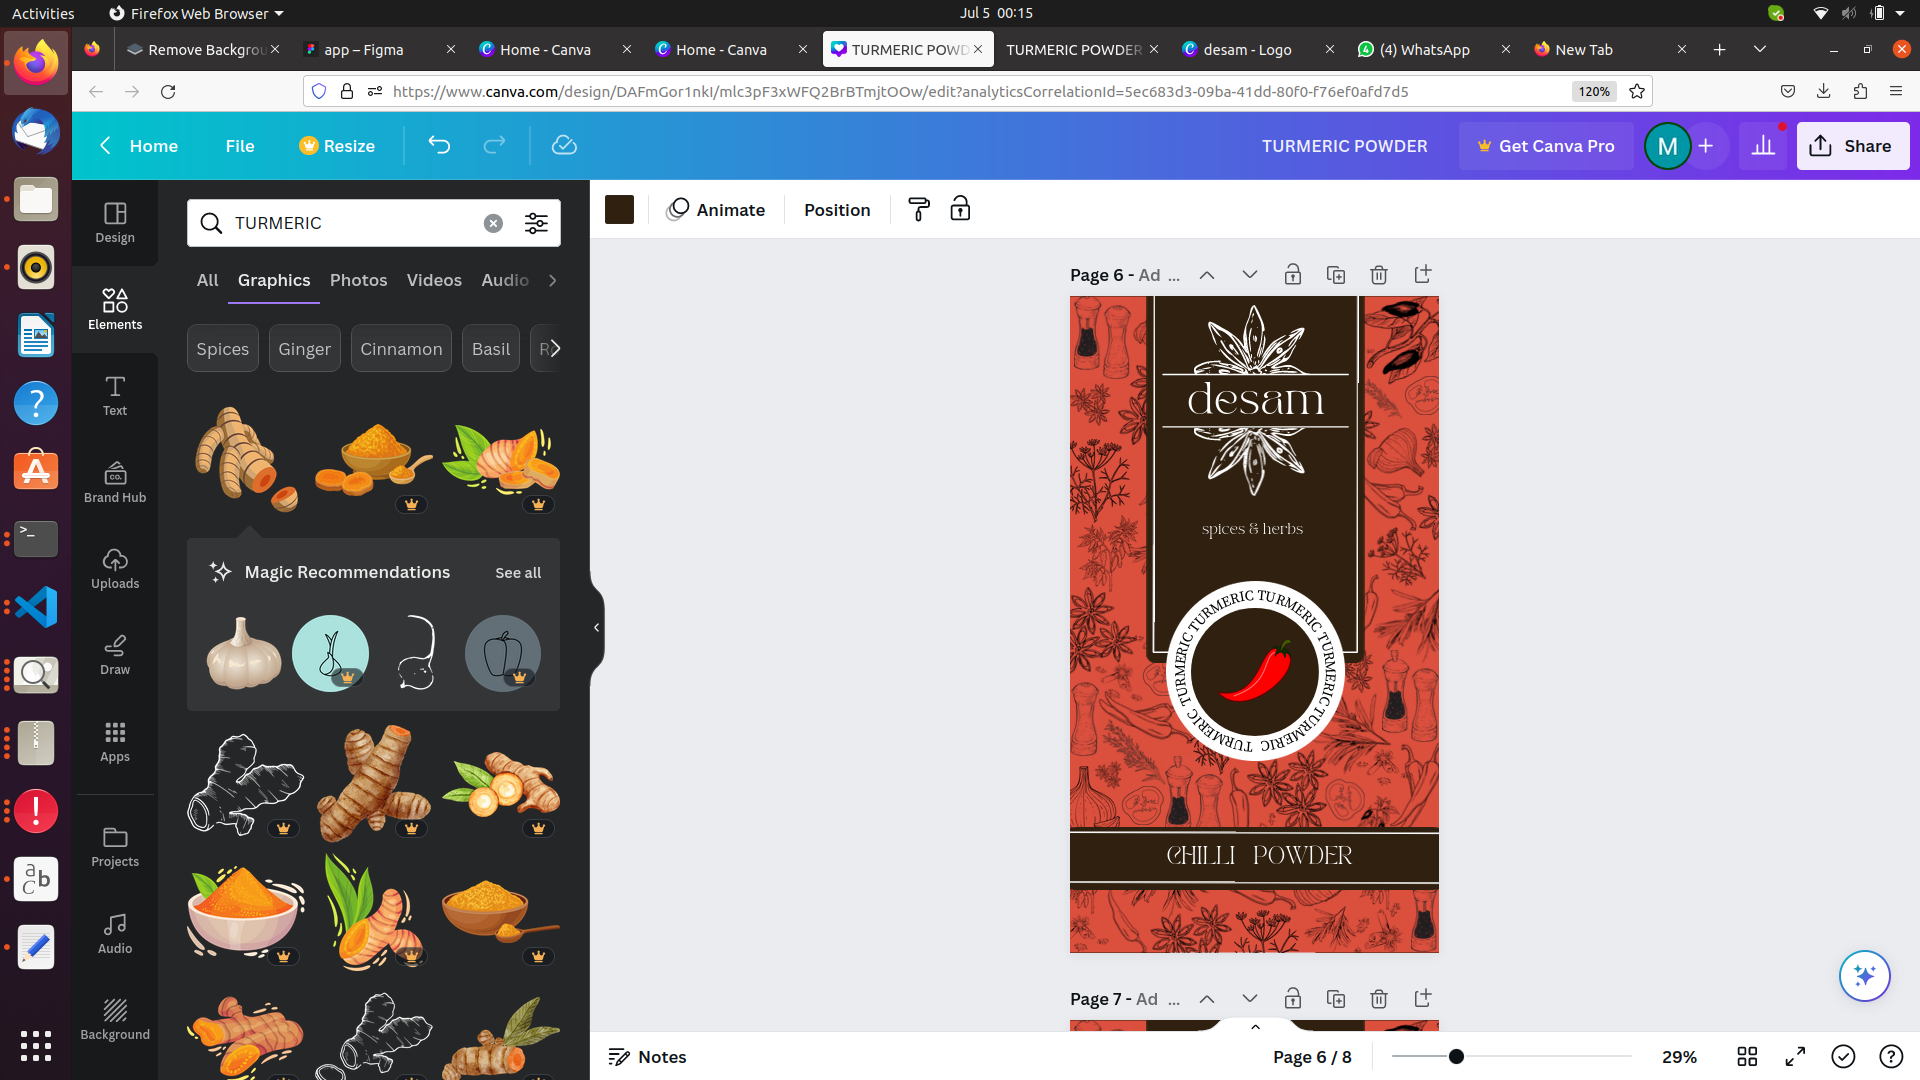 Activities Firefox Web Browser Jul 5 00:15
Remove Backgrou app – Figma Home - Canva Home - Canva TURMERIC POWD TURMERIC POWDER desam - Logo (4) WhatsApp New Tab
https://www.canva.com/design/DAFmGor1nkI/mlc3pF3xWFQ2BrBTmjtOOw/edit?analyticsCorrelationId=5ec683d3-09ba-41dd-80f0-f76ef0afd7d5 120%
Home File Resize TURMERIC POWDER Get Canva Pro M Share
Design
Elements
Text
Brand Hub
Uploads
Draw
Apps
Projects
Audio
Background
TURMERIC
All Graphics Photos Videos Audio
Spices Ginger Cinnamon Basil R
Magic Recommendations See all
Animate Position
Page 6 - Ad ...
desam
spices & herbs
TURMERIC TURMERIC TURMERIC TURMERIC TURMERIC TURMERIC TURMERIC
CHILLI POWDER
Page 7 - Ad ...
Notes Page 6 / 8 29%